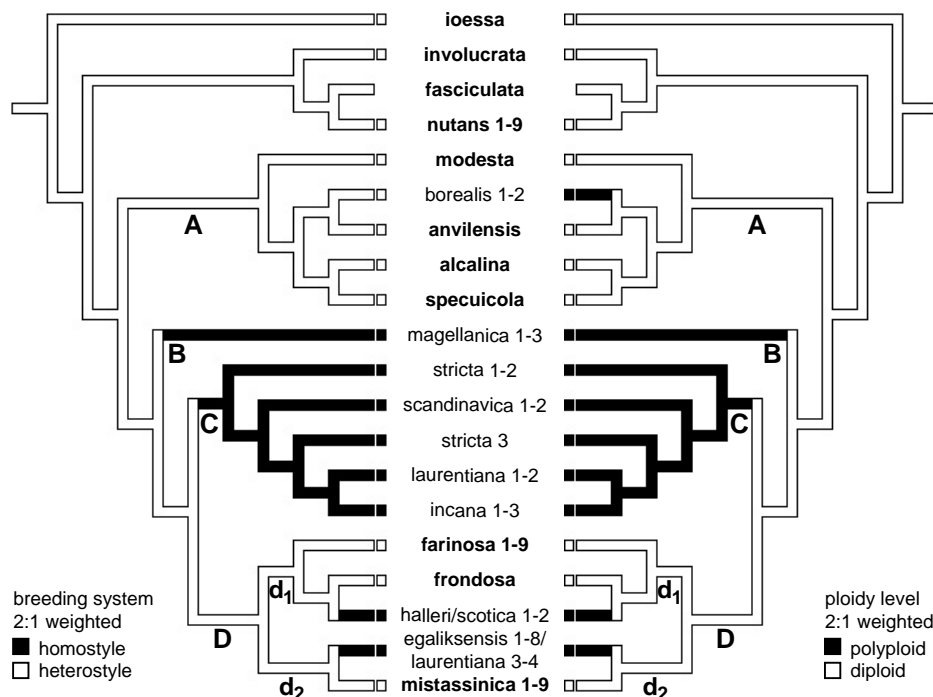 ioessa
involucrata
fasciculata
nutans 1-9
modesta
borealis 1-2
A
A
anvilensis
alcalina
specuicola
magellanica 1-3
B
B
stricta 1-2
scandinavica 1-2
C
C
stricta 3
laurentiana 1-2
incana 1-3
farinosa 1-9
frondosa
d1
d1
halleri/scotica 1-2
egaliksensis 1-8/
laurentiana 3-4
mistassinica 1-9
D
D
d2
d2
breeding system
2:1 weighted
homostyle
heterostyle
ploidy level
2:1 weighted
polyploid
diploid